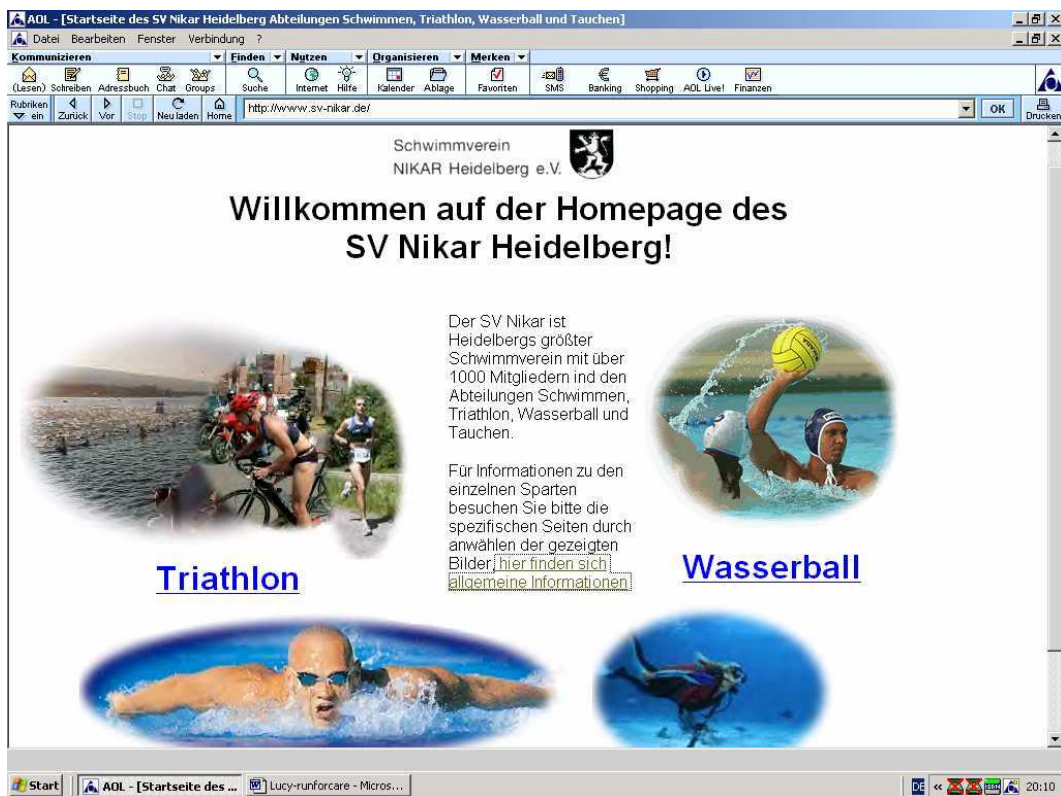 AOL - [Startseite des SV Nikar Heidelberg Abteilungen Schwimmen, Triathlon, Wasserball und Tauchen]
Datei Bearbeiten Fenster Verbindung ?
Kommunizieren Finden Nutzen Organisieren Merken
(Lesen) Schreiben Adressbuch Chat Groups Suche Internet Hilfe Kalender Ablage Favoriten SMS Banking Shopping AOL Live! Finanzen
Rubriken ein Zurück Vor Stop Neu laden Home http://www.sv-nikar.de/ OK Drucken
Schwimmverein
NIKAR Heidelberg e.V.
Willkommen auf der Homepage des
SV Nikar Heidelberg!
Der SV Nikar ist
Heidelbergs größter
Schwimmverein mit über
1000 Mitgliedern ind den
Abteilungen Schwimmen,
Triathlon, Wasserball und
Tauchen.
Für Informationen zu den
einzelnen Sparten
besuchen Sie bitte die
spezifischen Seiten durch
anwählen der gezeigten
Bilder, hier finden sich
allgemeine Informationen
Triathlon
Wasserball
Start AOL - [Startseite des ... Lucy-runforcare - Micros... DE « 20:10